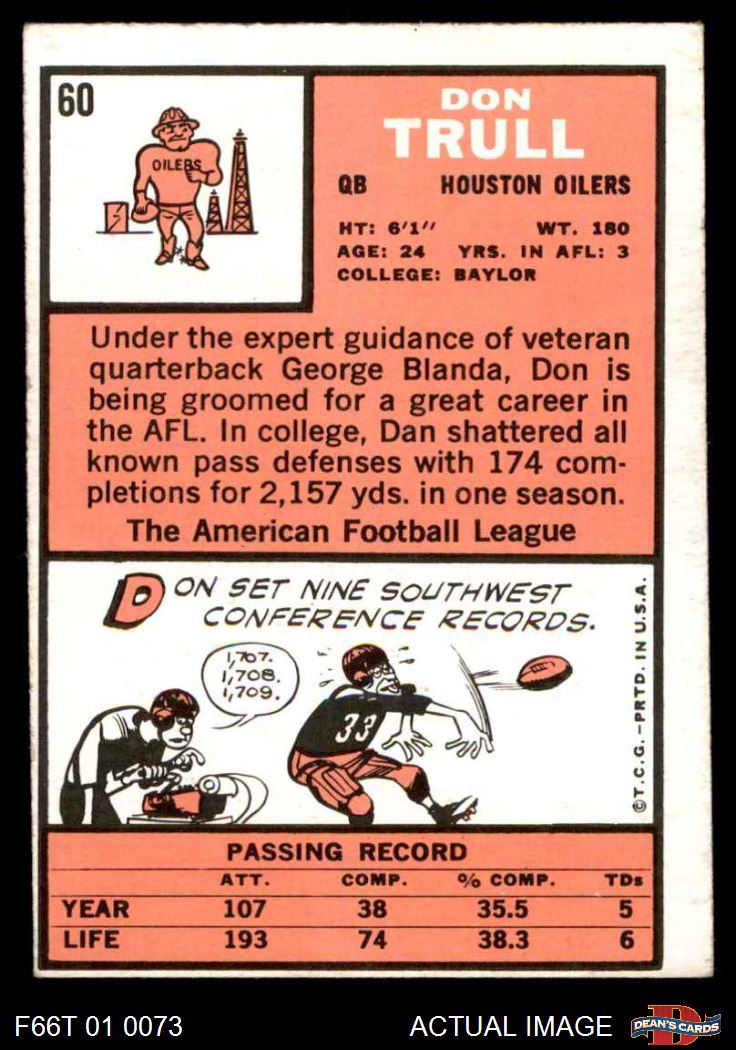 60
OILERS
DON
TRULL
QB HOUSTON OILERS
HT: 6'1" WT. 180
AGE: 24 YRS. IN AFL: 3
COLLEGE: BAYLOR
Under the expert guidance of veteran
quarterback George Blanda, Don is
being groomed for a great career in
the AFL. In college, Dan shattered all
known pass defenses with 174 com-
pletions for 2,157 yds. in one season.
The American Football League
DON SET NINE SOUTHWEST
CONFERENCE RECORDS.
1,707.
1,708.
1,709.
33
©T.C.G.-PRTD. IN U.S.A.
PASSING RECORD
ATT. COMP. % COMP. TDs
YEAR 107 38 35.5 5
LIFE 193 74 38.3 6
F66T 01 0073 ACTUAL IMAGE
D
DEAN'S CARDS